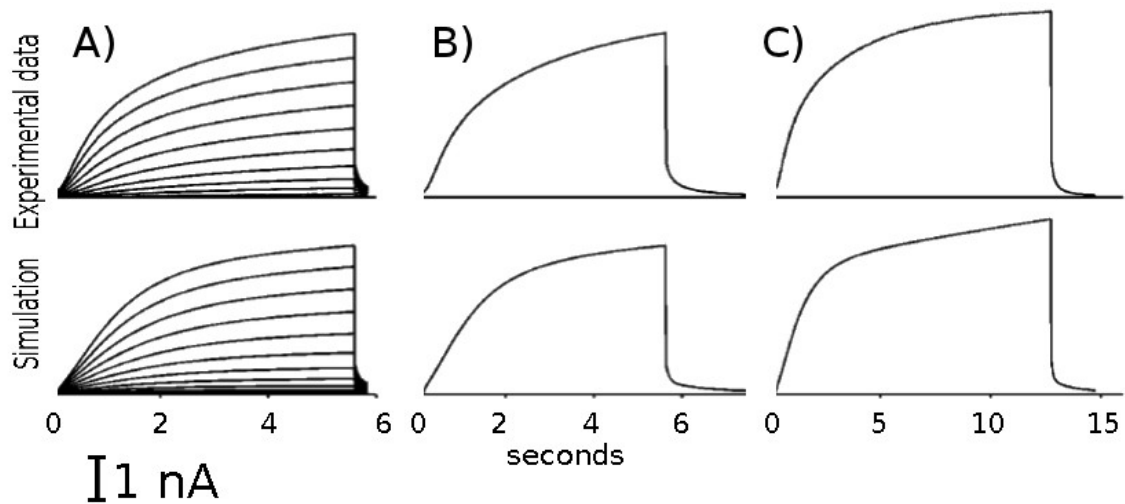 A) B) C)
Experimental data
Simulation
0 2 4 6 0 2 4 6 0 5 10 15
seconds
1 nA